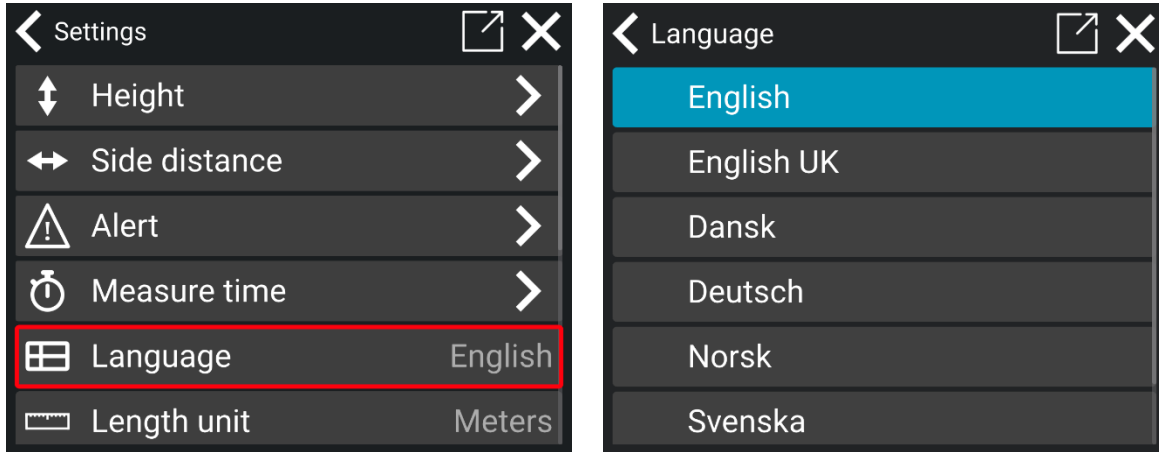 Settings
Height
Side distance
Alert
Measure time
Language English
Length unit Meters
Language
English
English UK
Dansk
Deutsch
Norsk
Svenska